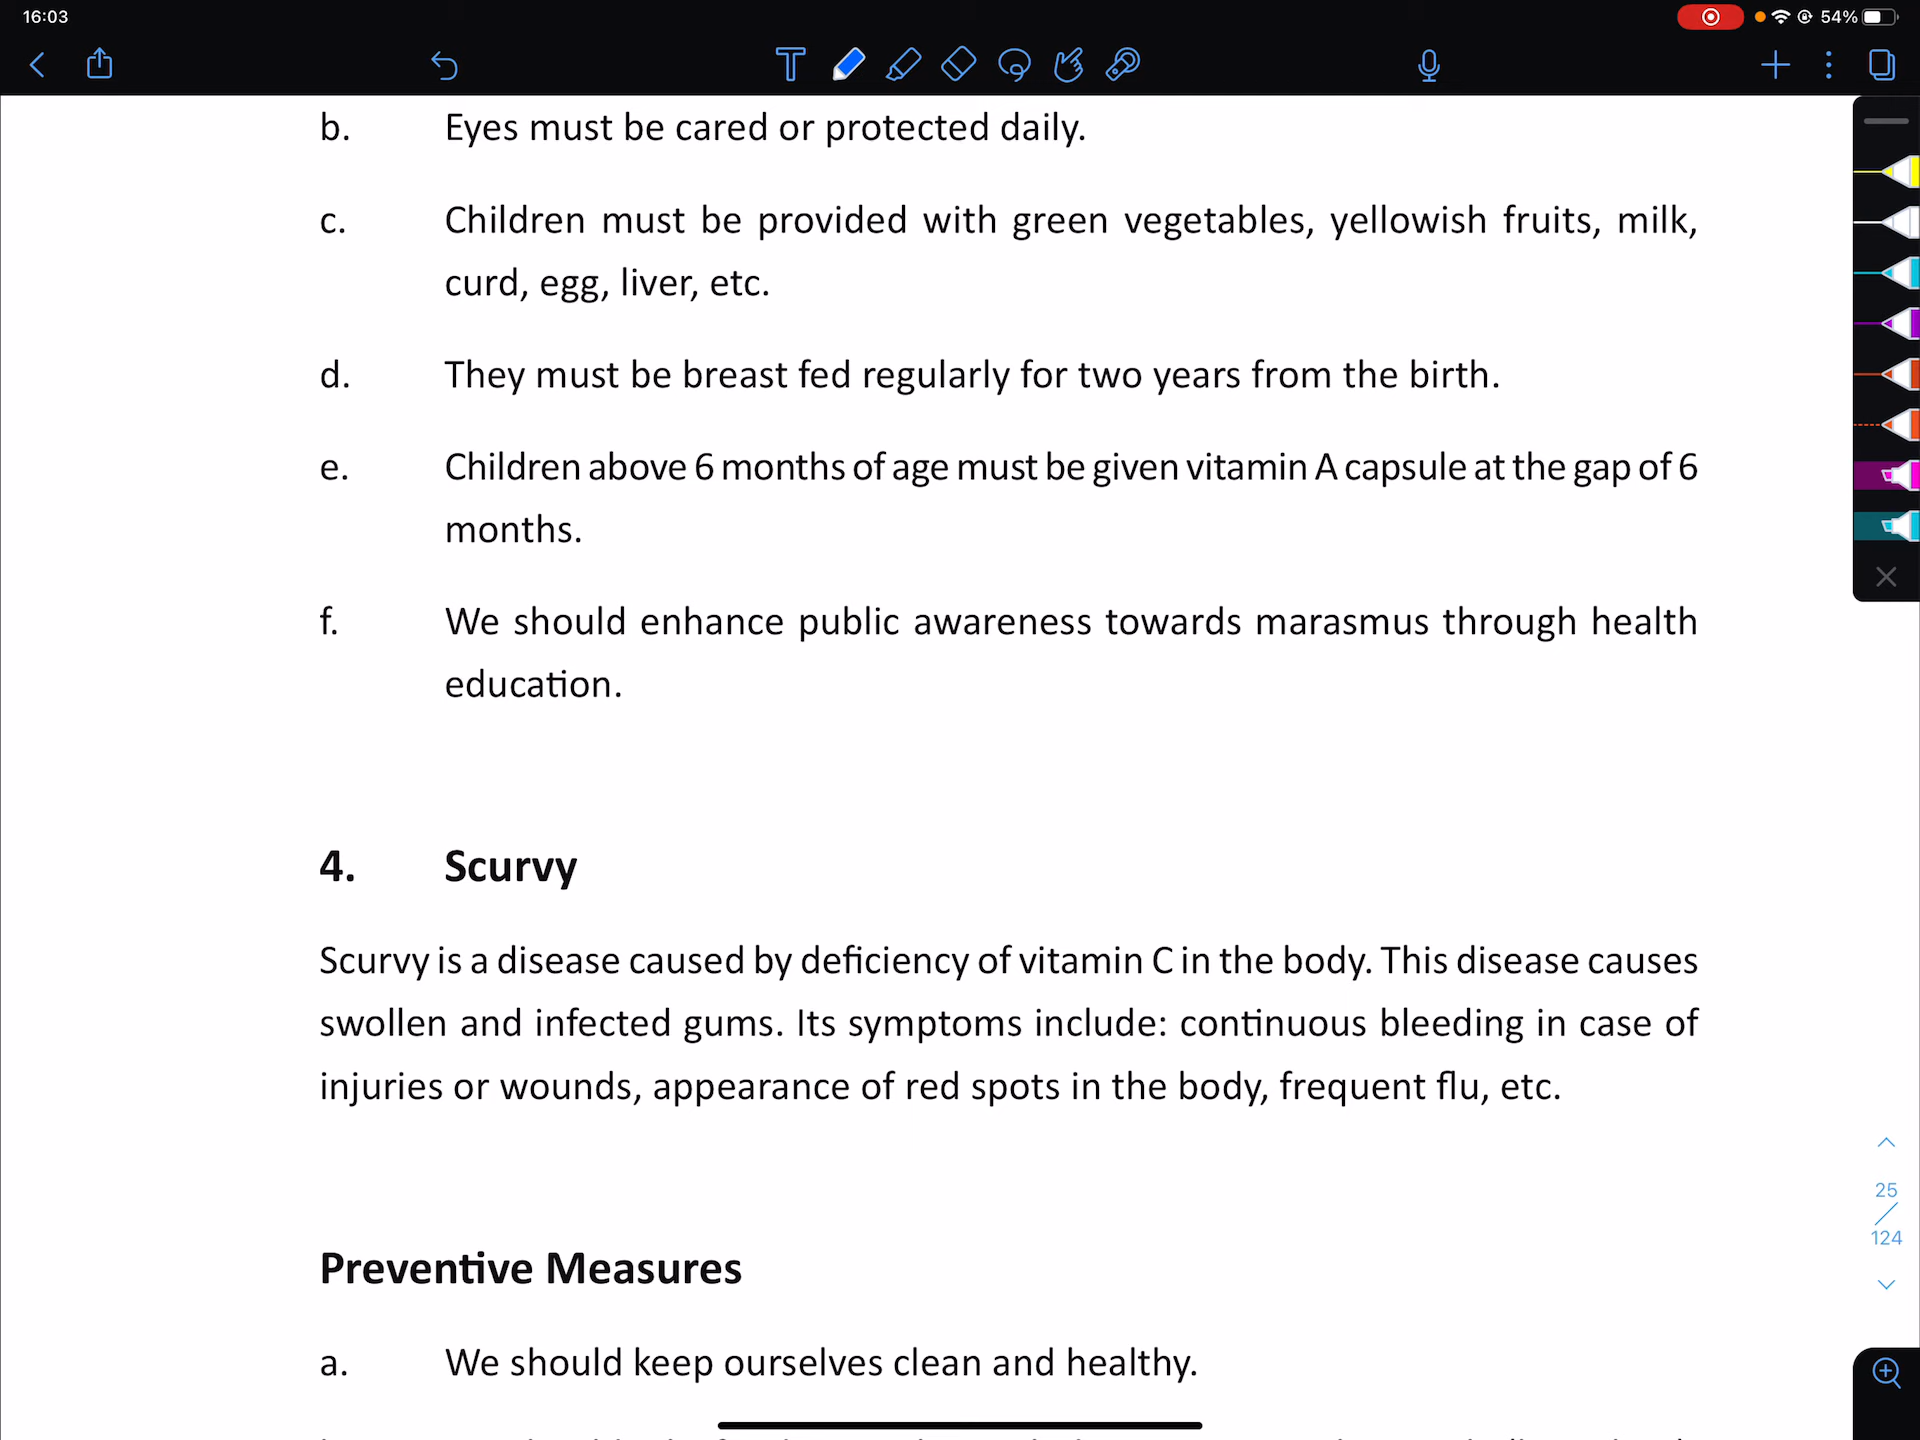 16:03
54%
b. Eyes must be cared or protected daily.
c. Children must be provided with green vegetables, yellowish fruits, milk,
curd, egg, liver, etc.
d. They must be breast fed regularly for two years from the birth.
e. Children above 6 months of age must be given vitamin A capsule at the gap of 6
months.
f. We should enhance public awareness towards marasmus through health
education.
4. Scurvy
Scurvy is a disease caused by deficiency of vitamin C in the body. This disease causes
swollen and infected gums. Its symptoms include: continuous bleeding in case of
injuries or wounds, appearance of red spots in the body, frequent flu, etc.
25
/
124
Preventive Measures
a. We should keep ourselves clean and healthy.